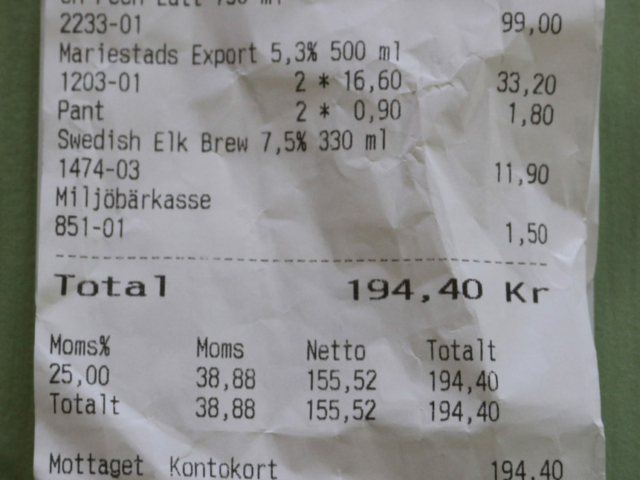 750 ml
2233-01 99,00
Mariestads Export 5,3% 500 ml
1203-01 2 * 16,60 33,20
Pant 2 * 0,90 1,80
Swedish Elk Brew 7,5% 330 ml
1474-03 11,90
Miljöbärkasse
851-01 1,50
Total 194,40 Kr
Moms% Moms Netto Totalt
25,00 38,88 155,52 194,40
Totalt 38,88 155,52 194,40
Mottaget Kontokort 194,40